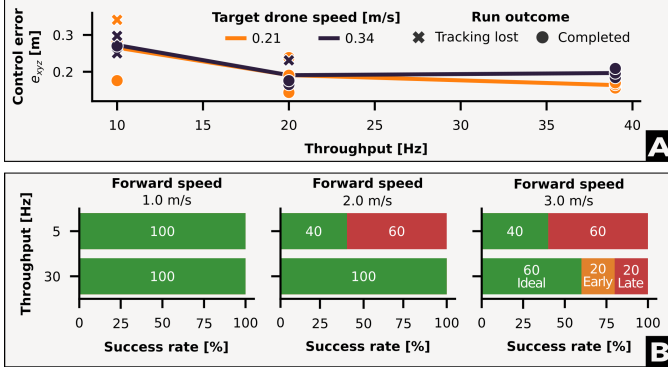 Target drone speed [m/s] Run outcome
0.21 0.34 Tracking lost Completed
Control error
e_xyz [m]
0.3
0.2
10 15 20 25 30 35 40
Throughput [Hz]
A
Forward speed Forward speed Forward speed
1.0 m/s 2.0 m/s 3.0 m/s
Throughput [Hz]
5 100 40 60 40 60
30 100 100 60 20 20
Ideal Early Late
0 25 50 75 100 0 25 50 75 100 0 25 50 75 100
Success rate [%] Success rate [%] Success rate [%]
B